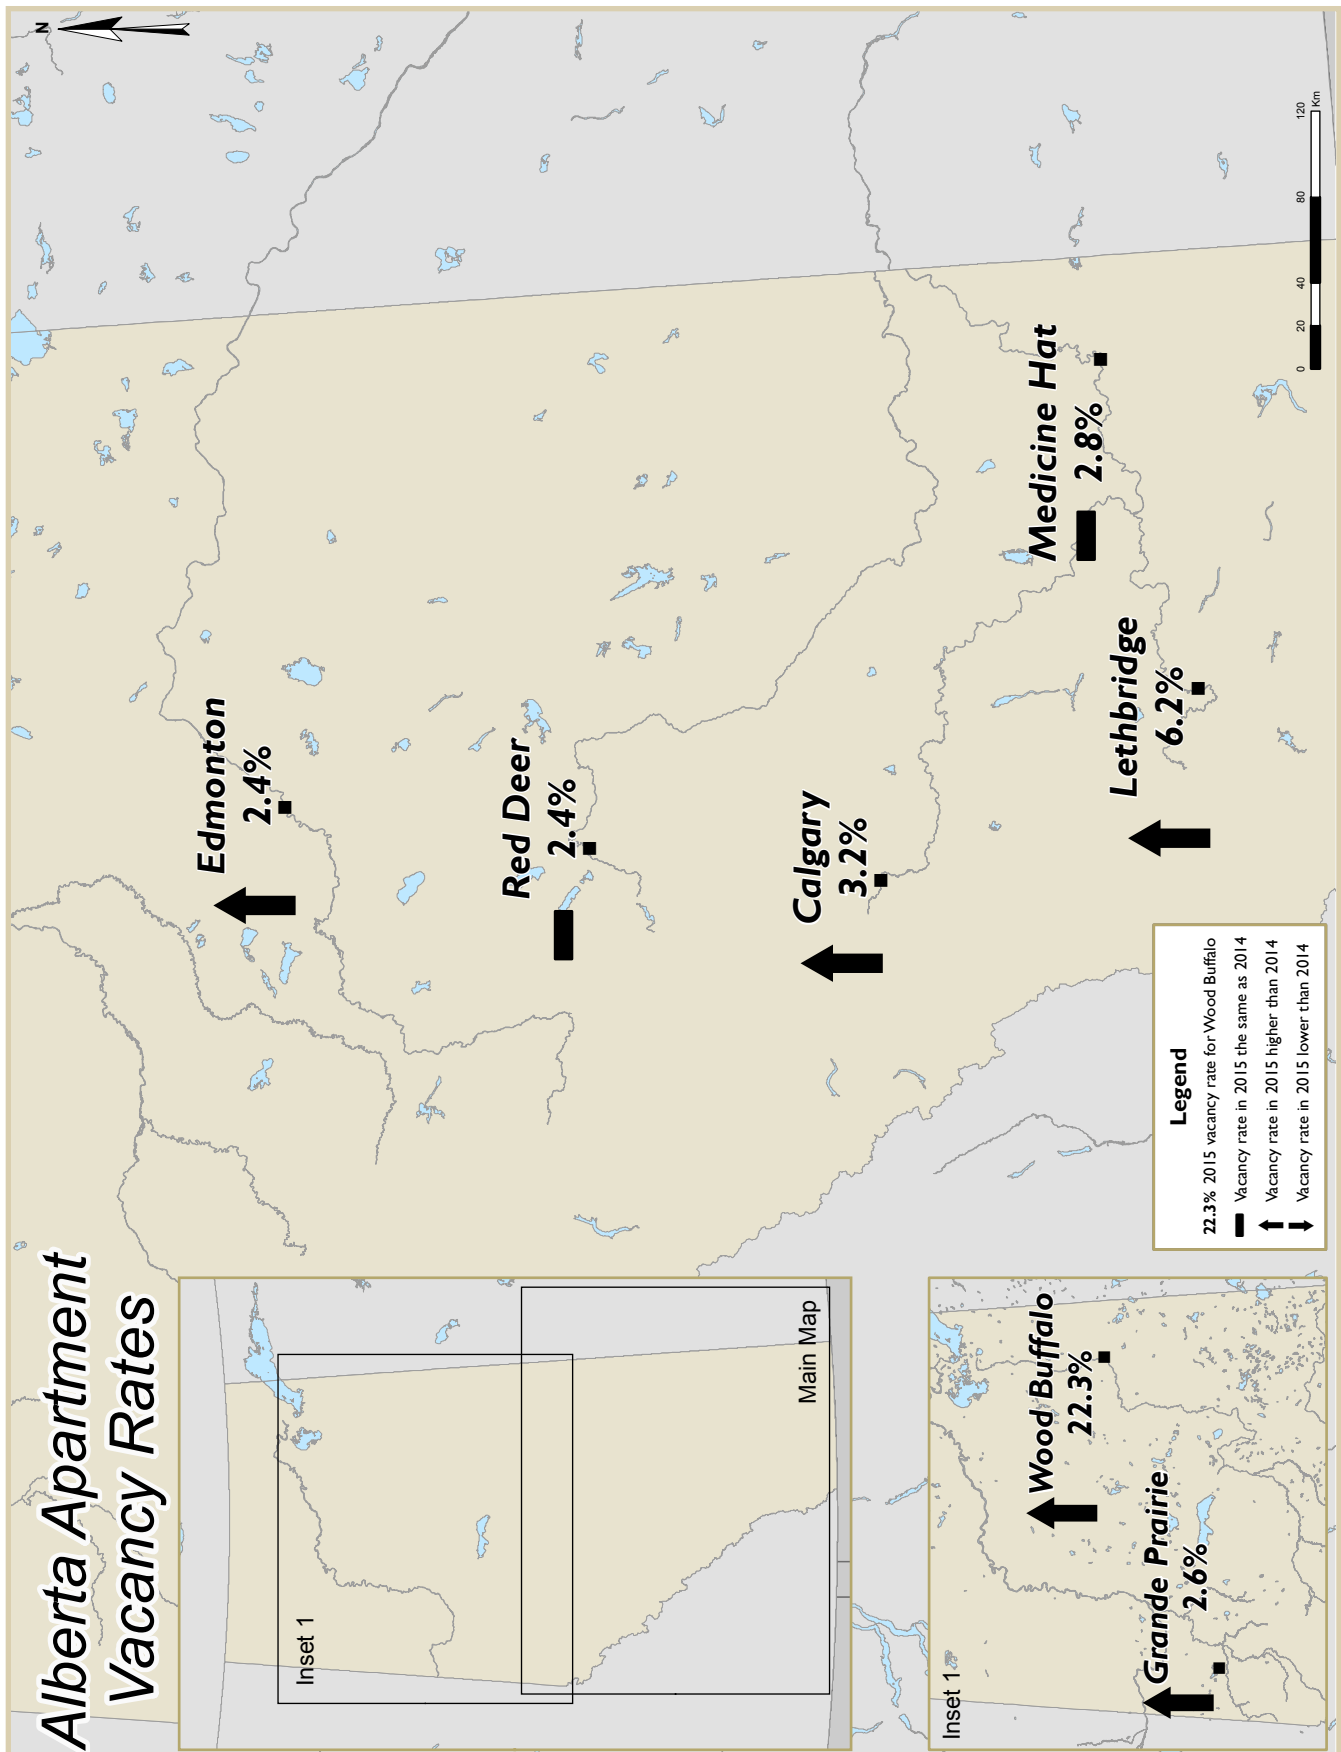 Alberta Apartment
Vacancy Rates
N
Edmonton
2.4%
Red Deer
2.4%
Calgary
3.2%
Medicine Hat
2.8%
Lethbridge
6.2%
Inset 1
Main Map
Inset 1
Wood Buffalo
22.3%
Grande Prairie
2.6%
Legend
22.3% 2015 vacancy rate for Wood Buffalo
Vacancy rate in 2015 the same as 2014
Vacancy rate in 2015 higher than 2014
Vacancy rate in 2015 lower than 2014
0 20 40 80 120
Km